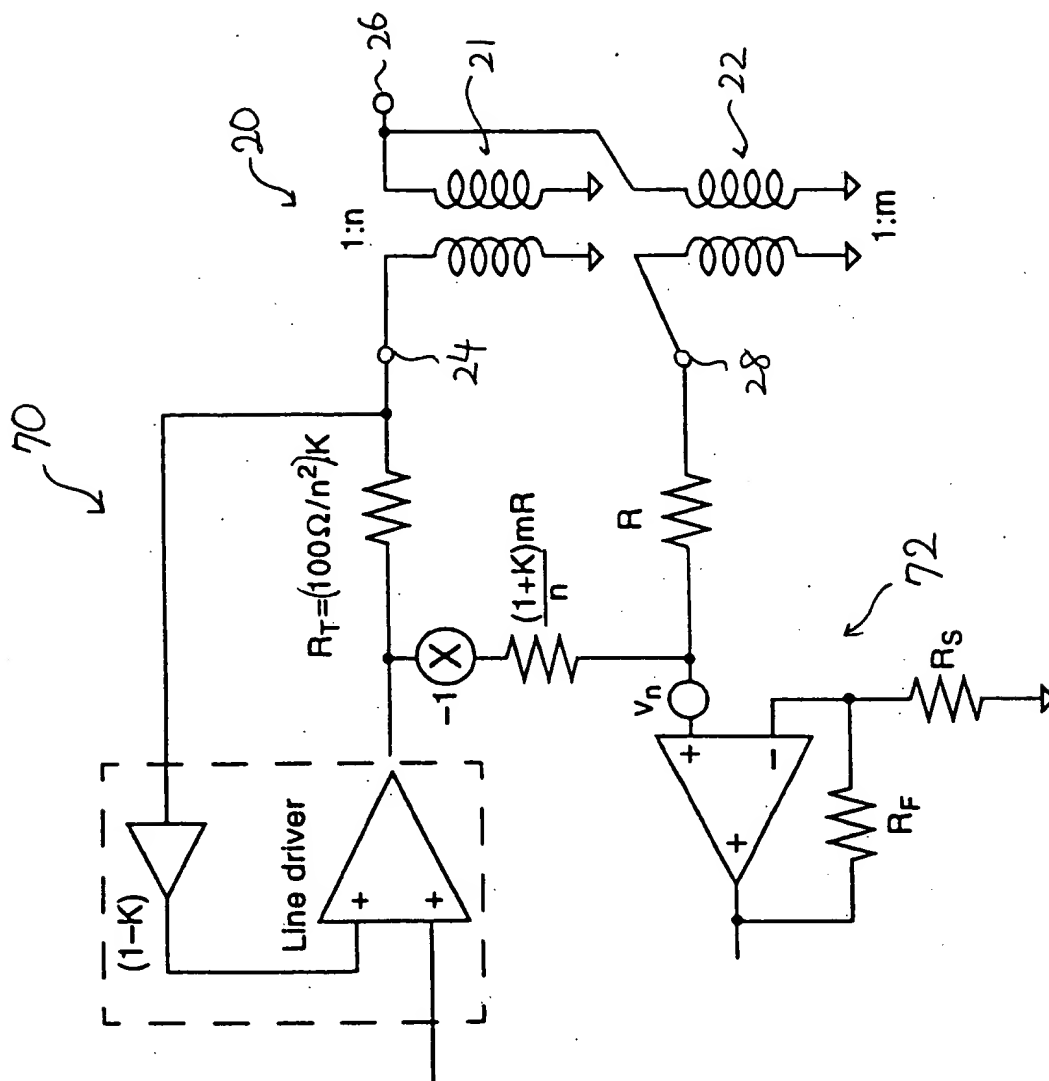 70
20
26
21
22
1:n
1:m
24
28
R_T=(100Ω/n²)/K
(1+K)mR
n
R
-1
X
(1-K)
Line driver
+
+
v_n
+
-
+
72
R_F
R_S